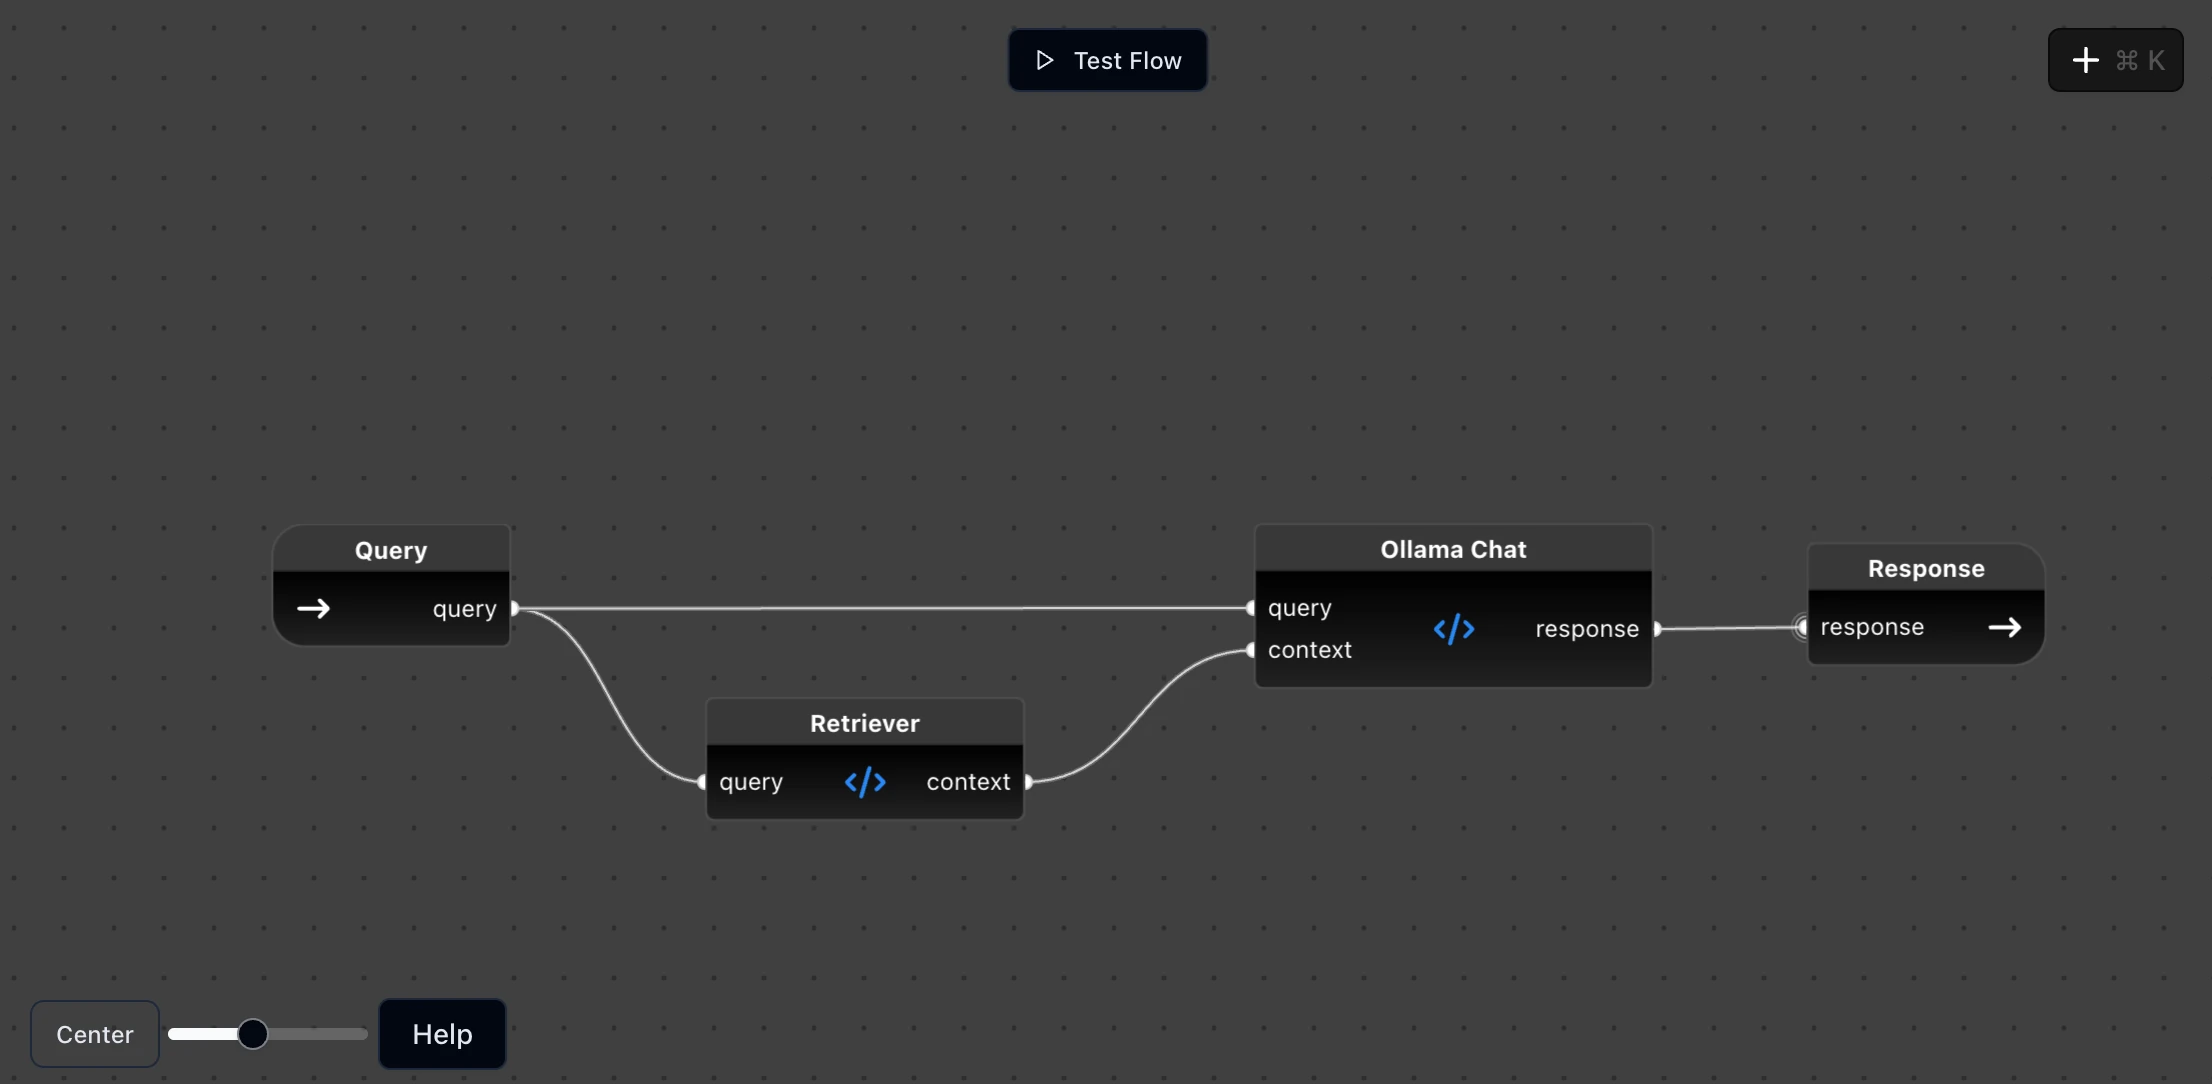 Test Flow
⌘ K
Query
query
Retriever
query
context
Ollama Chat
query
context
response
Response
response
Center
Help